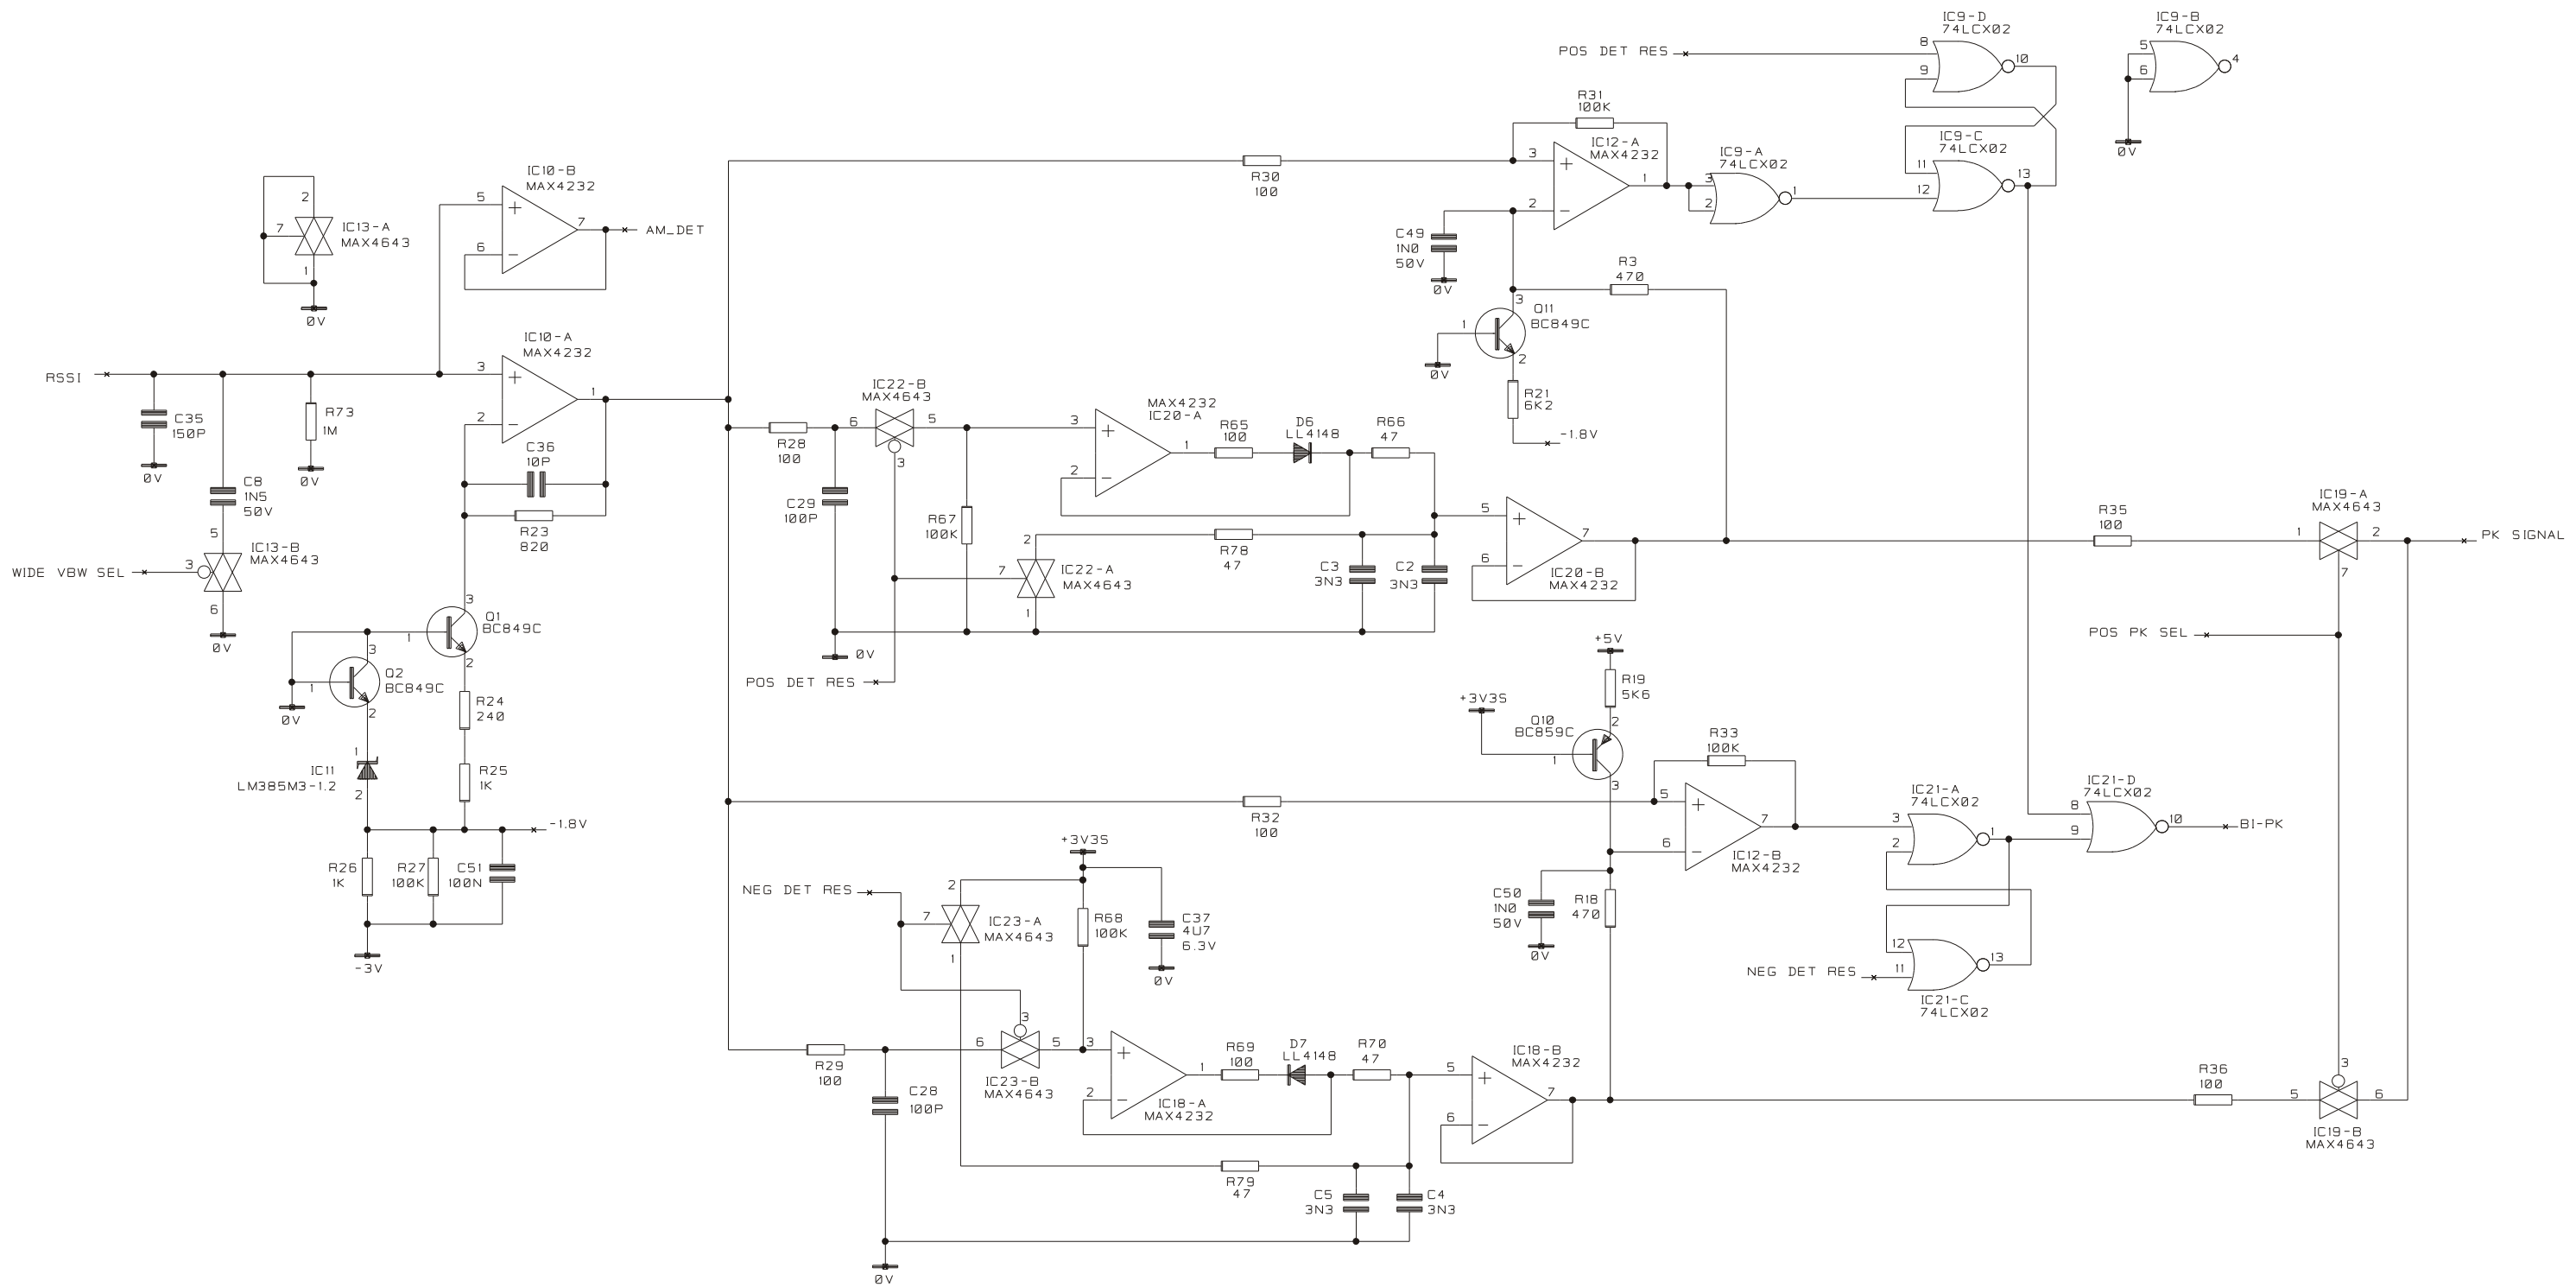 IC9-D
74LCX02
8
9
10
POS DET RES
IC9-B
74LCX02
5
6
4
0V
R31
100K
IC12-A
MAX4232
3
2
1
IC9-A
74LCX02
3
2
1
IC9-C
74LCX02
11
12
13
R30
100
C49
1N0
50V
0V
R3
470
Q11
BC849C
3
1
2
0V
R21
6K2
-1.8V
2
7
1
IC13-A
MAX4643
0V
IC10-B
MAX4232
5
6
7
AM_DET
IC10-A
MAX4232
3
2
1
RSSI
C35
150P
0V
R73
1M
0V
C8
1N5
50V
5
IC13-B
MAX4643
WIDE VBW SEL
3
6
0V
C36
10P
R23
820
Q1
BC849C
3
1
2
Q2
BC849C
3
1
2
0V
R24
240
R25
1K
IC11
LM385M3-1.2
1
2
-1.8V
R26
1K
R27
100K
C51
100N
-3V
IC22-B
MAX4643
6
5
3
R28
100
C29
100P
R67
100K
MAX4232
IC20-A
3
2
1
R65
100
D6
LL4148
R66
47
2
7
1
IC22-A
MAX4643
R78
47
C3
3N3
C2
3N3
5
6
7
IC20-B
MAX4232
0V
POS DET RES
R35
100
IC19-A
MAX4643
1
2
7
PK SIGNAL
POS PK SEL
+5V
R19
5K6
+3V3S
Q10
BC859C
2
1
3
R33
100K
R32
100
5
6
7
IC12-B
MAX4232
IC21-A
74LCX02
3
2
1
IC21-D
74LCX02
8
9
10
BI-PK
12
11
13
NEG DET RES
IC21-C
74LCX02
C50
1N0
50V
0V
R18
470
+3V3S
NEG DET RES
2
7
1
IC23-A
MAX4643
R68
100K
C37
4U7
6.3V
0V
R29
100
C28
100P
6
3
5
IC23-B
MAX4643
3
2
1
IC18-A
MAX4232
R69
100
D7
LL4148
R70
47
IC18-B
MAX4232
5
6
7
R79
47
C5
3N3
C4
3N3
0V
R36
100
3
5
6
IC19-B
MAX4643